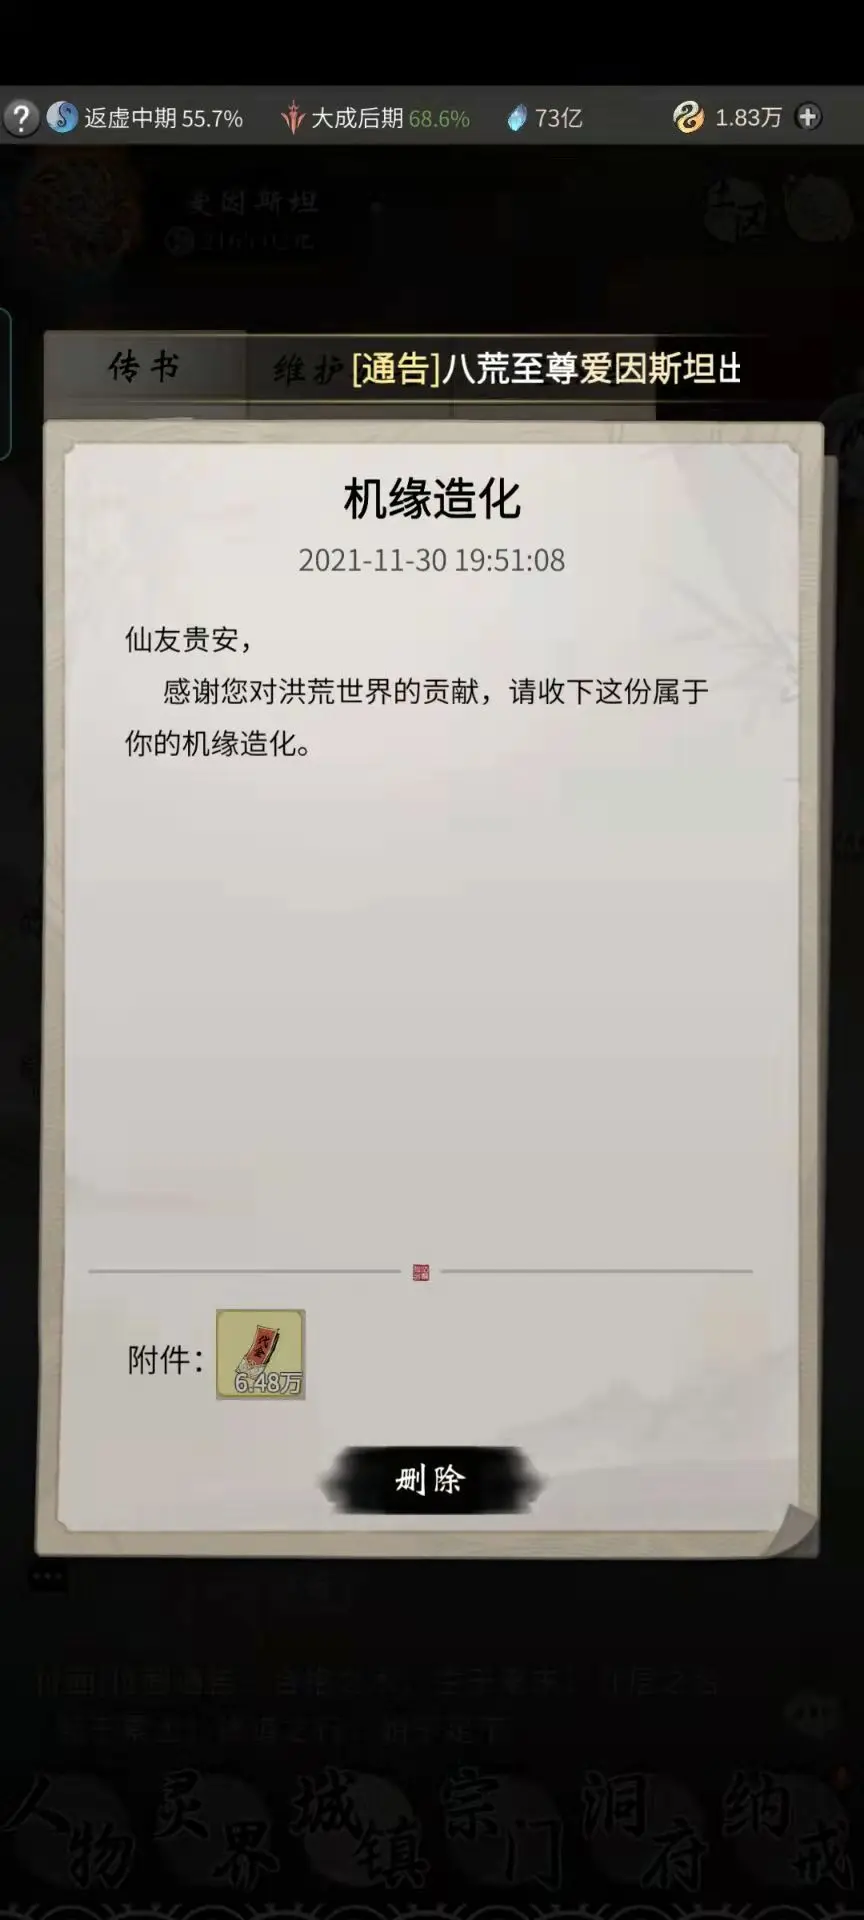 ? 返虚中期 55.7% 大成后期 68.6% 73亿 1.83万 +
爱因斯坦
传书 维护 [通告]八荒至尊爱因斯坦出
机缘造化
2021-11-30 19:51:08
仙友贵安，
感谢您对洪荒世界的贡献，请收下这份属于
你的机缘造化。
附件：
代金
6.48万
删除
人物 灵界 城镇 宗门 洞府 纳戒